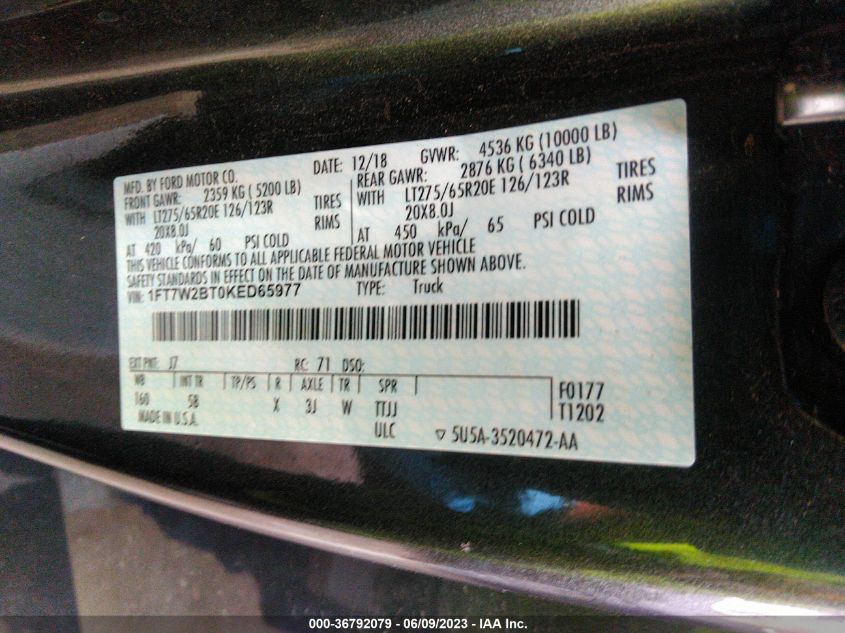 MFD. BY FORD MOTOR CO. DATE: 12/18 GVWR: 4536 KG (10000 LB)
FRONT GAWR: 2359 KG ( 5200 LB) REAR GAWR: 2876 KG ( 6340 LB)
WITH LT275/65R20E 126/123R TIRES WITH LT275/65R20E 126/123R TIRES
20X8.0J RIMS 20X8.0J RIMS
AT 420 kPa/ 60 PSI COLD AT 450 kPa/ 65 PSI COLD
THIS VEHICLE CONFORMS TO ALL APPLICABLE FEDERAL MOTOR VEHICLE
SAFETY STANDARDS IN EFFECT ON THE DATE OF MANUFACTURE SHOWN ABOVE.
VIN: 1FT7W2BT0KED65977 TYPE: Truck
EXT PNT: J7 RC: 71 DSO:
WB INT TR TP/PS R AXLE TR SPR F0177
160 5B X 3J W TTJJ T1202
MADE IN U.S.A. ULC ▽ 5U5A-3520472-AA
000-36792079 - 06/09/2023 - IAA Inc.